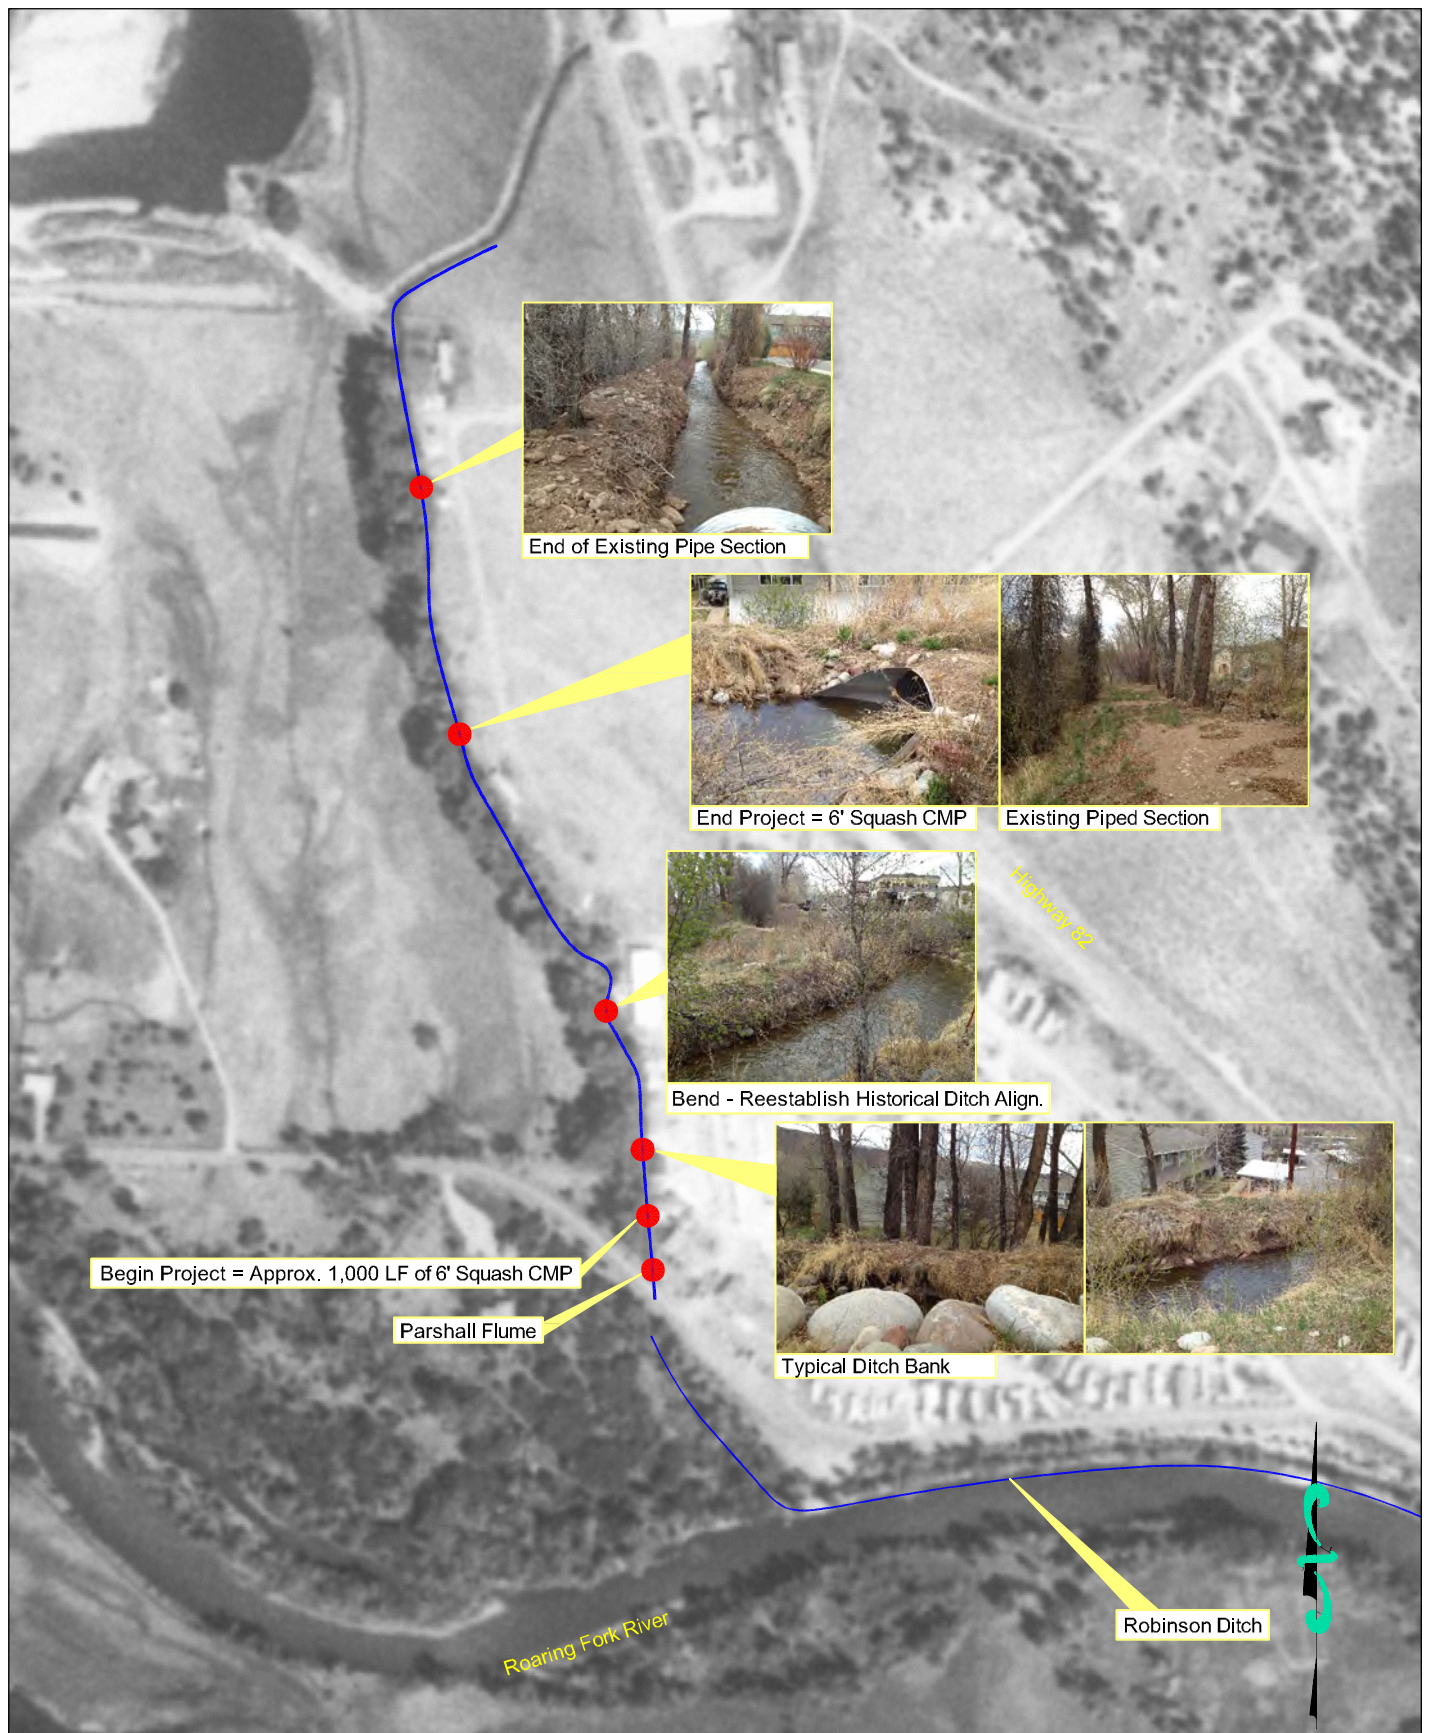 End of Existing Pipe Section
End Project = 6' Squash CMP
Existing Piped Section
Highway 82
Bend - Reestablish Historical Ditch Align.
Begin Project = Approx. 1,000 LF of 6' Squash CMP
Parshall Flume
Typical Ditch Bank
Robinson Ditch
Roaring Fork River